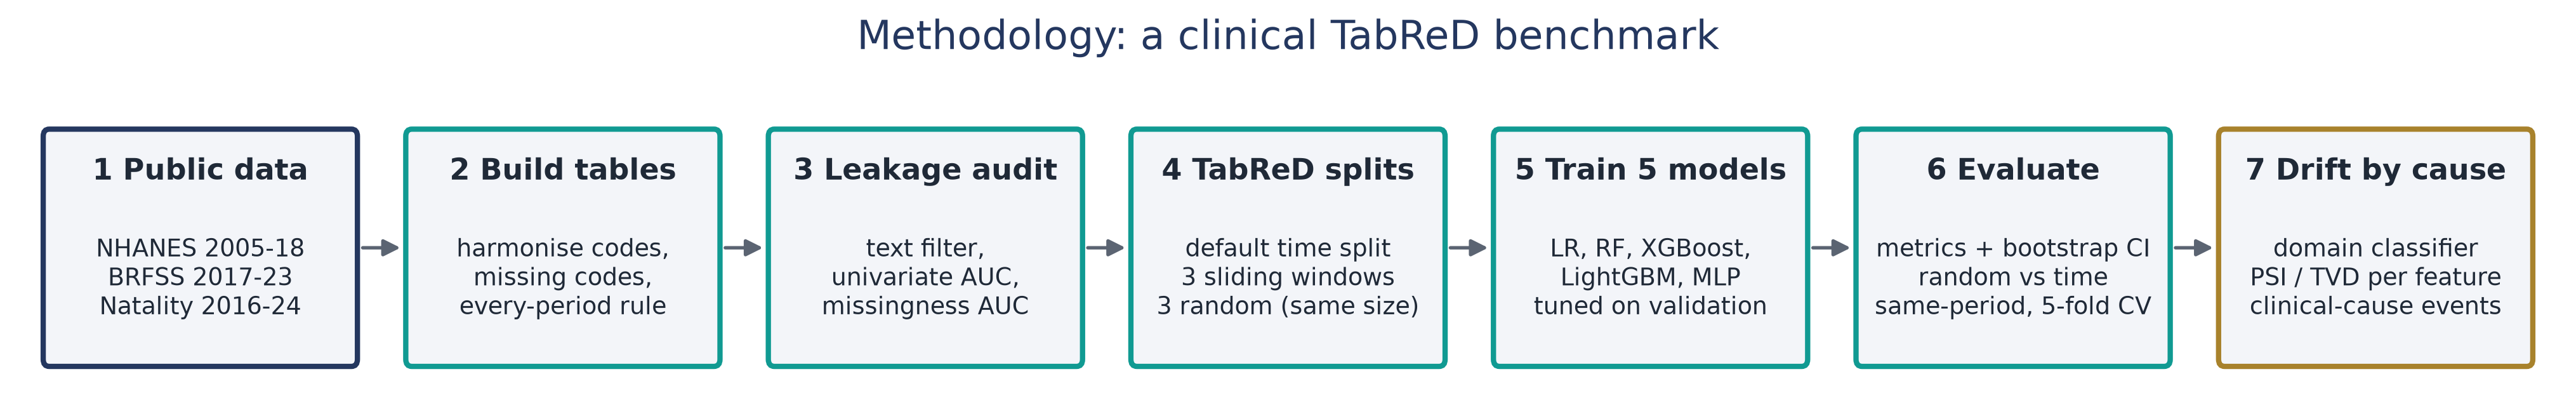 Methodology: a clinical TabReD benchmark
1 Public data
NHANES 2005-18
BRFSS 2017-23
Natality 2016-24
2 Build tables
harmonise codes,
missing codes,
every-period rule
3 Leakage audit
text filter,
univariate AUC,
missingness AUC
4 TabReD splits
default time split
3 sliding windows
3 random (same size)
5 Train 5 models
LR, RF, XGBoost,
LightGBM, MLP
tuned on validation
6 Evaluate
metrics + bootstrap CI
random vs time
same-period, 5-fold CV
7 Drift by cause
domain classifier
PSI / TVD per feature
clinical-cause events